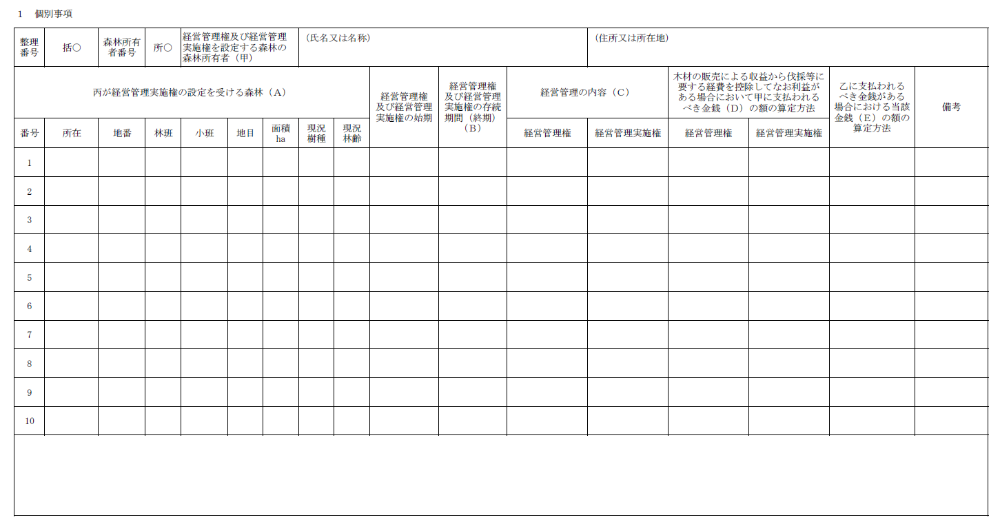 1 個別事項
整理
番号
括○
森林所有
者番号
所○
経営管理権及び経営管理
実施権を設定する森林の
森林所有者（甲）
（氏名又は名称）
（住所又は所在地）
丙が経営管理実施権の設定を受ける森林（A）
経営管理権
及び経営管理
実施権の始期
経営管理権
及び経営管理
実施権の存続
期間（終期）
（B）
経営管理の内容（C）
木材の販売による収益から伐採等に
要する経費を控除してなお利益が
ある場合において甲に支払われる
べき金銭（D）の額の算定方法
乙に支払われる
べき金銭がある
場合における当該
金銭（E）の額の
算定方法
備考
番号
所在
地番
林班
小班
地目
面積
ha
現況
樹種
現況
林齢
経営管理権
経営管理実施権
経営管理権
経営管理実施権
1
2
3
4
5
6
7
8
9
10